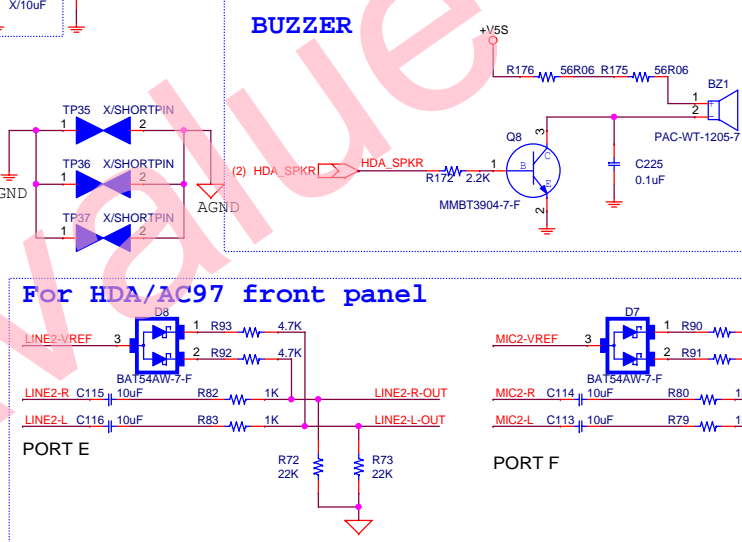 X/10uF
BUZZER
+V5S
R176 56R06 R175 56R06
BZ1
1
2
PAC-WT-1205-7
TP35 X/SHORTPIN
1 2
TP36 X/SHORTPIN
1 2
TP37 X/SHORTPIN
1 2
GND
AGND
(2) HDA_SPKR HDA_SPKR
R172 2.2K
1
Q8
3
B
C
E
2
MMBT3904-7-F
C225
0.1uF
value
For HDA/AC97 front panel
D8
LINE2-VREF 3
1 R93 4.7K
2 R92 4.7K
BAT54AW-7-F
LINE2-R C115 10uF R82 1K LINE2-R-OUT
LINE2-L C116 10uF R83 1K LINE2-L-OUT
PORT E
R72
22K
R73
22K
D7
MIC2-VREF 3
1 R90
2 R91
BAT54AW-7-F
MIC2-R C114 10uF R80 1
MIC2-L C113 10uF R79 1
PORT F